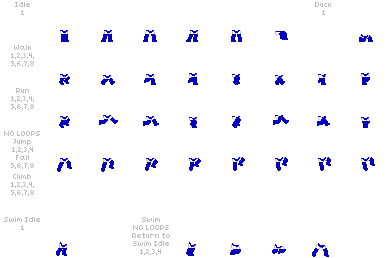 Idle
1
Duck
1
Walk
1,2,3,4,
5,6,7,8
Run
1,2,3,4,
5,6,7,8
NO LOOPS
Jump
1,2,3,4
Fall
5,6,7,8
Climb
1,2,3,4,
5,6,7,8
Swim Idle
1
Swim
NO LOOPS
Return to
Swim Idle
1,2,3,4